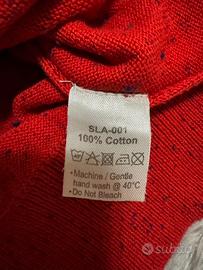 SLA-001
100% Cotton
•Machine / Gentle
hand wash @ 40°C
•Do Not Bleach
subito